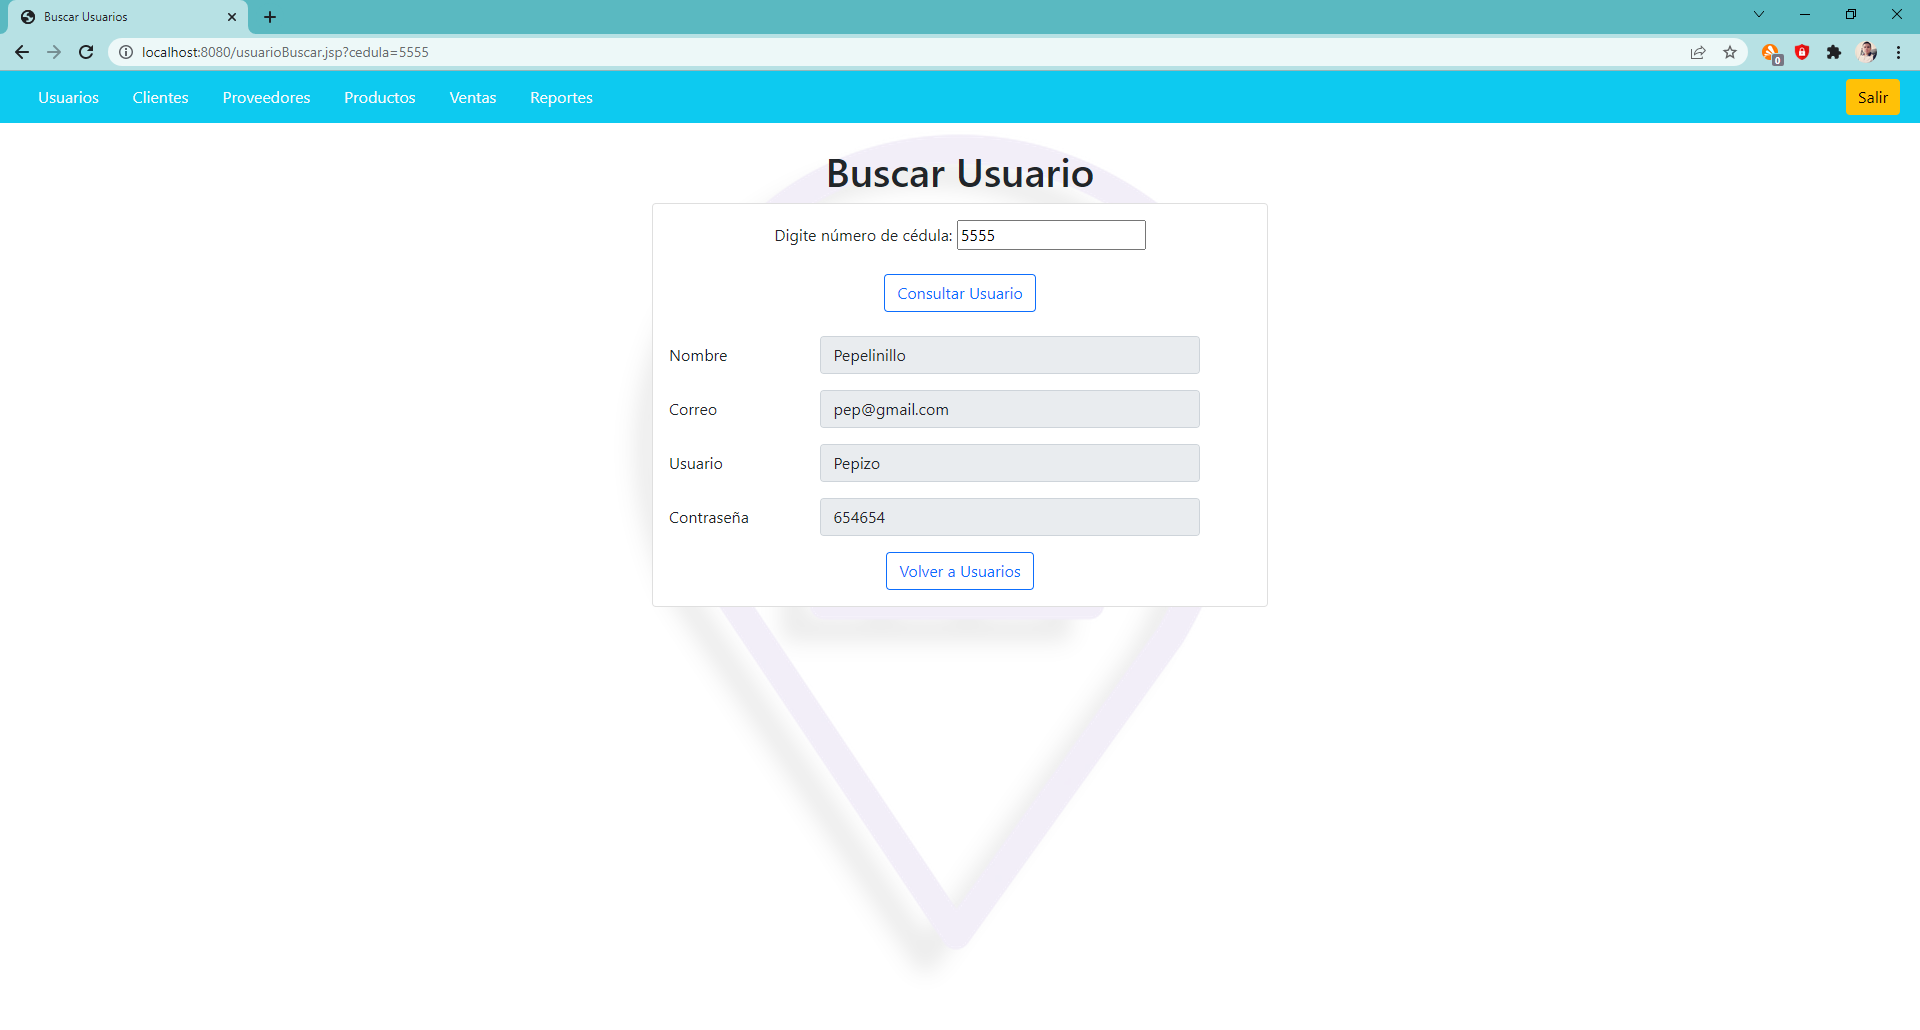 Buscar Usuarios
localhost:8080/usuarioBuscar.jsp?cedula=5555
0
Usuarios Clientes Proveedores Productos Ventas Reportes Salir
Buscar Usuario
Digite número de cédula: 5555
Consultar Usuario
Nombre Pepelinillo
Correo pep@gmail.com
Usuario Pepizo
Contraseña 654654
Volver a Usuarios